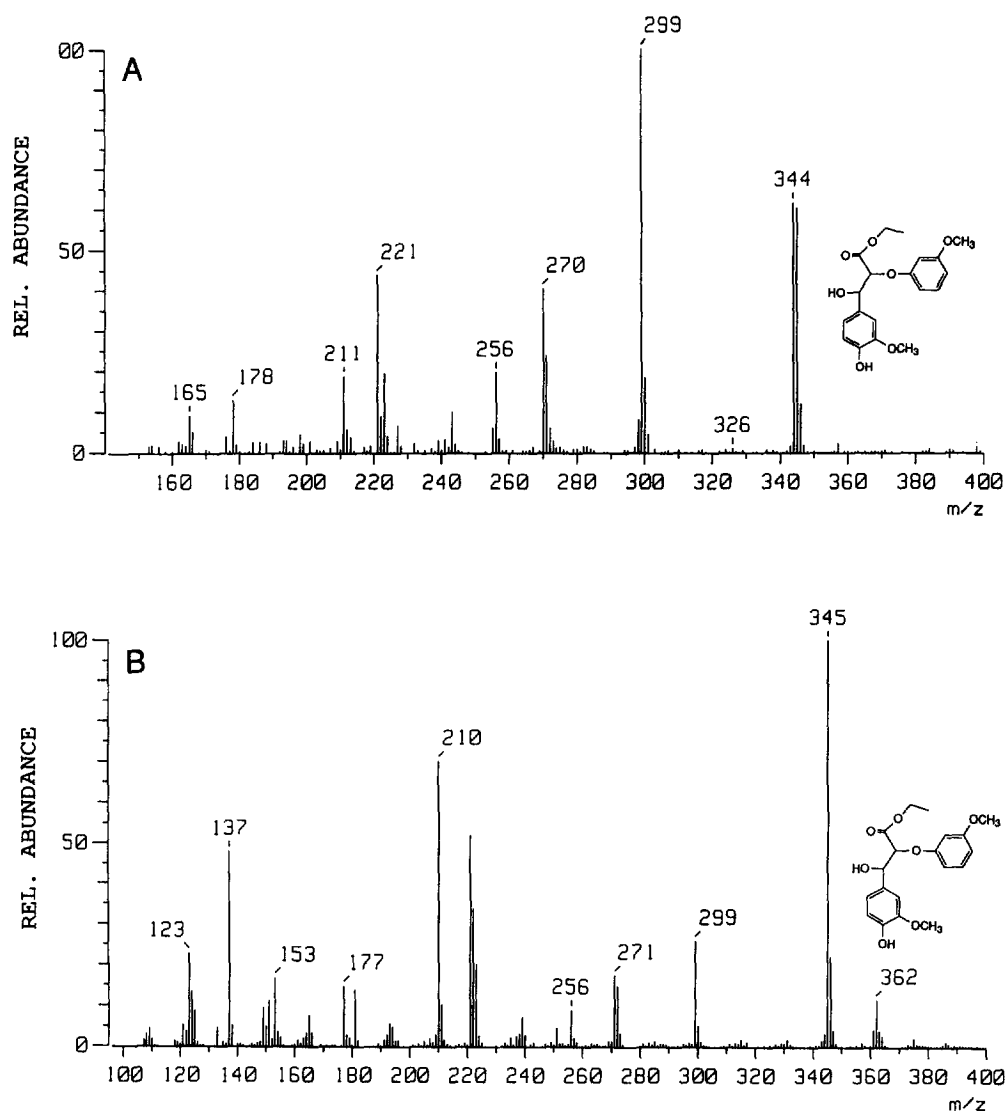 A
REL. ABUNDANCE
00
50
0
299
344
221
270
256
211
178
165
326
O
O
O
OCH3
HO
OCH3
OH
160 180 200 220 240 260 280 300 320 340 360 380 400
m/z
B
REL. ABUNDANCE
100
50
0
345
210
137
123
153
177
256
271
299
362
O
O
O
OCH3
HO
OCH3
OH
100 120 140 160 180 200 220 240 260 280 300 320 340 360 380 400
m/z